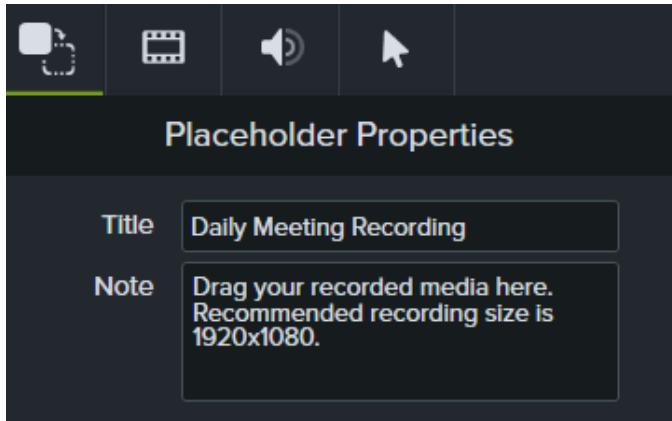 Placeholder Properties
Title
Daily Meeting Recording
Note
Drag your recorded media here.
Recommended recording size is
1920x1080.